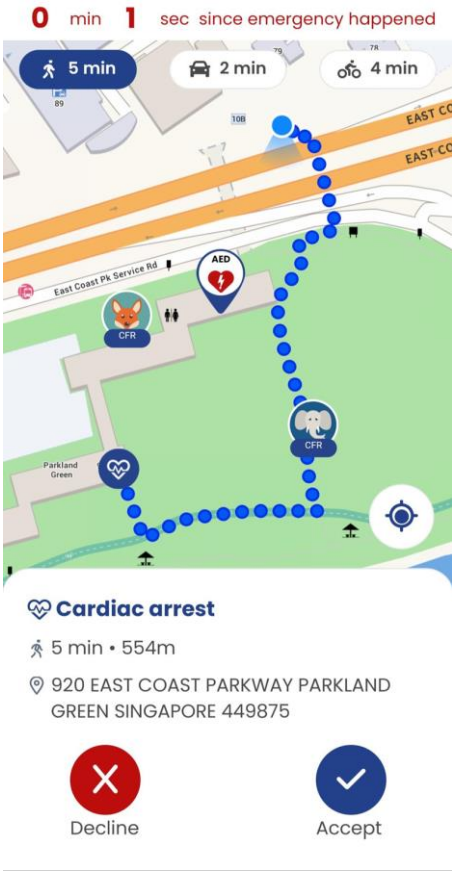 0 min 1 sec since emergency happened
5 min
2 min
4 min
79
78
89
10B
EAST CO
EAST-CO
East Coast Pk Service Rd
AED
CFR
CFR
Parkland
Green
Cardiac arrest
5 min • 554m
920 EAST COAST PARKWAY PARKLAND
GREEN SINGAPORE 449875
Decline
Accept